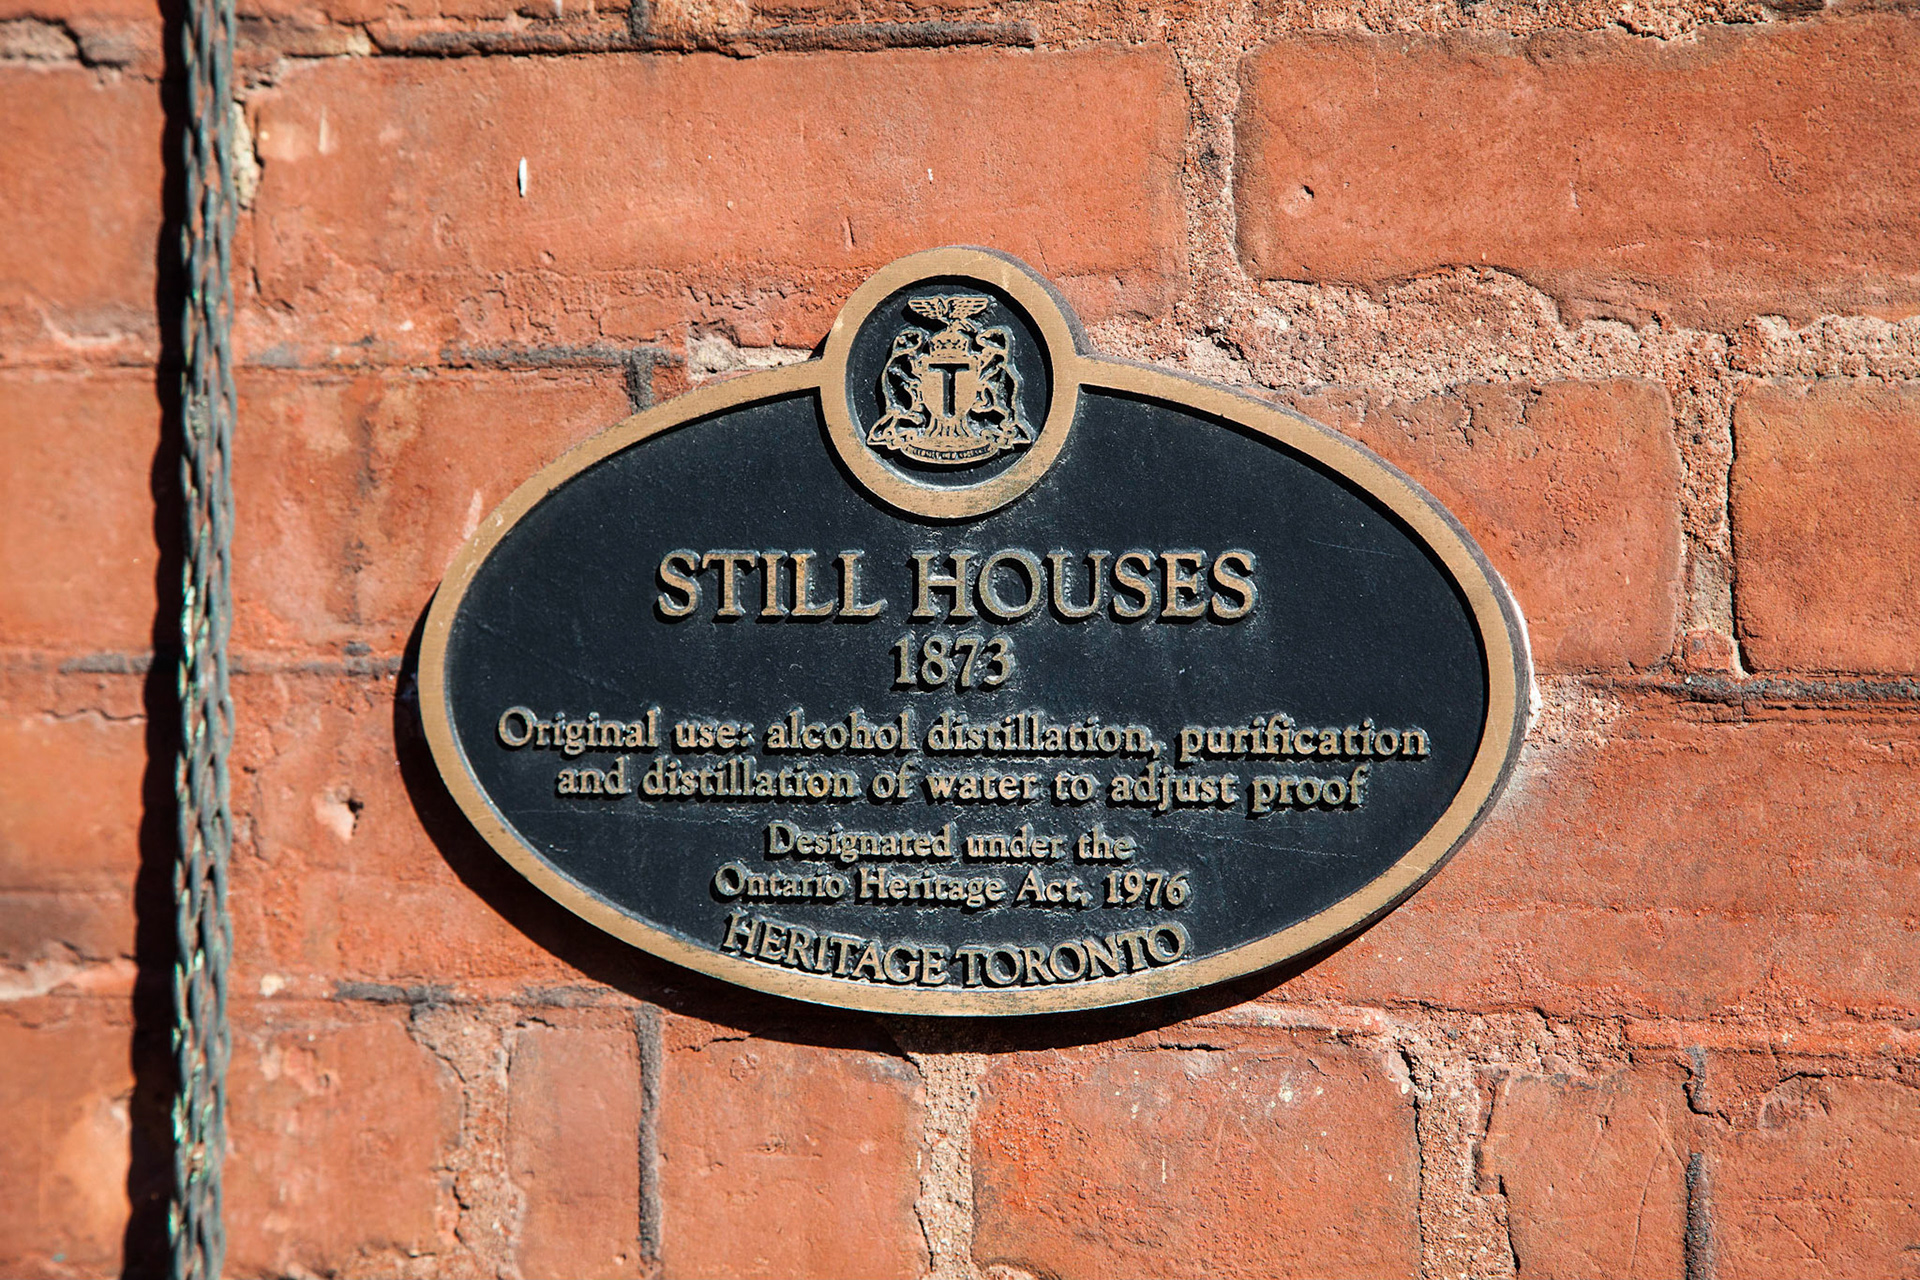 T
STILL HOUSES
1873
Original use: alcohol distillation, purification
and distillation of water to adjust proof
Designated under the
Ontario Heritage Act, 1976
HERITAGE TORONTO